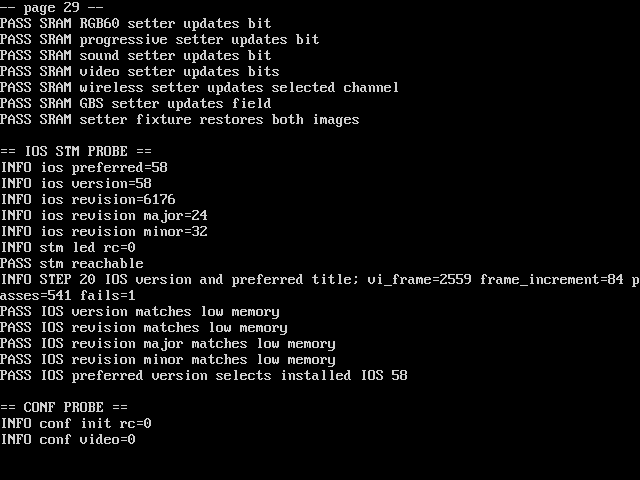 -- page 29 --
PASS SRAM RGB60 setter updates bit
PASS SRAM progressive setter updates bit
PASS SRAM sound setter updates bit
PASS SRAM video setter updates bits
PASS SRAM wireless setter updates selected channel
PASS SRAM GBS setter updates field
PASS SRAM setter fixture restores both images

== IOS STM PROBE ==
INFO ios preferred=58
INFO ios version=58
INFO ios revision=6176
INFO ios revision major=24
INFO ios revision minor=32
INFO stm led rc=0
PASS stm reachable
INFO STEP 20 IOS version and preferred title; vi_frame=2559 frame_increment=84 p
asses=541 fails=1
PASS IOS version matches low memory
PASS IOS revision matches low memory
PASS IOS revision major matches low memory
PASS IOS revision minor matches low memory
PASS IOS preferred version selects installed IOS 58

== CONF PROBE ==
INFO conf init rc=0
INFO conf video=0